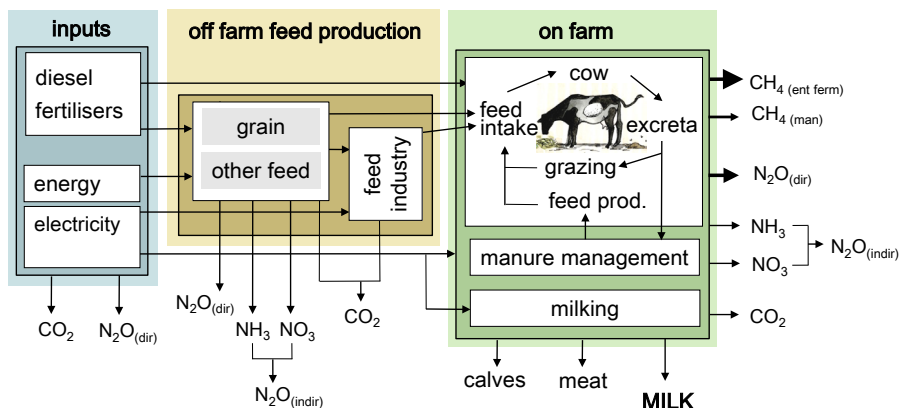 inputs
off farm feed production
on farm
diesel
fertilisers
energy
electricity
grain
other feed
feed
industry
cow
feed
intake
excreta
grazing
feed prod.
manure management
milking
CH₄ (ent ferm)
CH₄ (man)
N₂O(dir)
NH₃
NO₃
N₂O(indir)
CO₂
CO₂
N₂O(dir)
N₂O(dir)
NH₃
NO₃
N₂O(indir)
CO₂
calves
meat
MILK